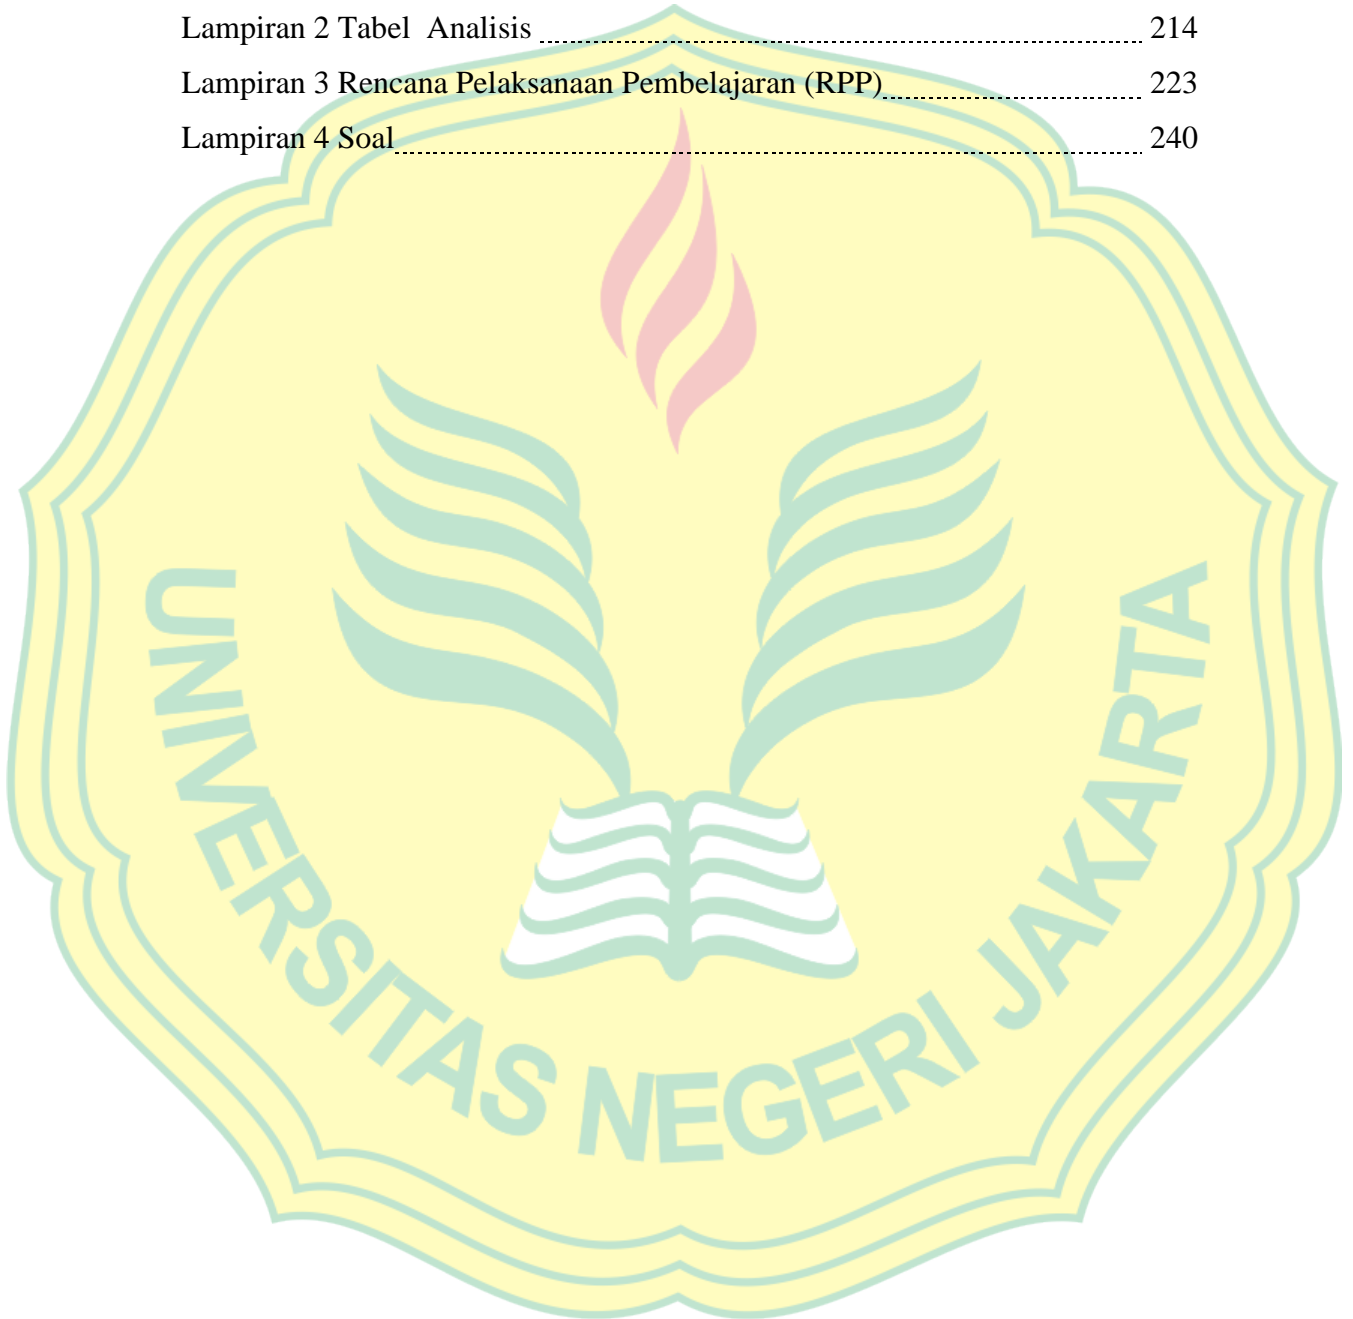 Lampiran 2 Tabel  Analisis ........................................................ 214
Lampiran 3 Rencana Pelaksanaan Pembelajaran (RPP)........................ 223
Lampiran 4 Soal...................................................................... 240
UNIVERSITAS NEGERI JAKARTA